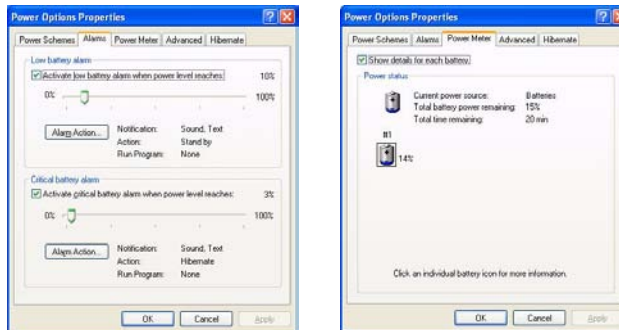 Power Options Properties
Power Schemes Alarms Power Meter Advanced Hibernate
Low battery alarm
Activate low battery alarm when power level reaches: 10%
0% 100%
Alarm Action... Notification: Sound, Text
Action: Stand by
Run Program: None
Critical battery alarm
Activate critical battery alarm when power level reaches: 3%
0% 100%
Alarm Action... Notification: Sound, Text
Action: Hibernate
Run Program: None
OK Cancel Apply
Power Options Properties
Power Schemes Alarms Power Meter Advanced Hibernate
Show details for each battery.
Power status
Current power source: Batteries
Total battery power remaining: 15%
Total time remaining: 20 min
#1
14%
Click an individual battery icon for more information.
OK Cancel Apply